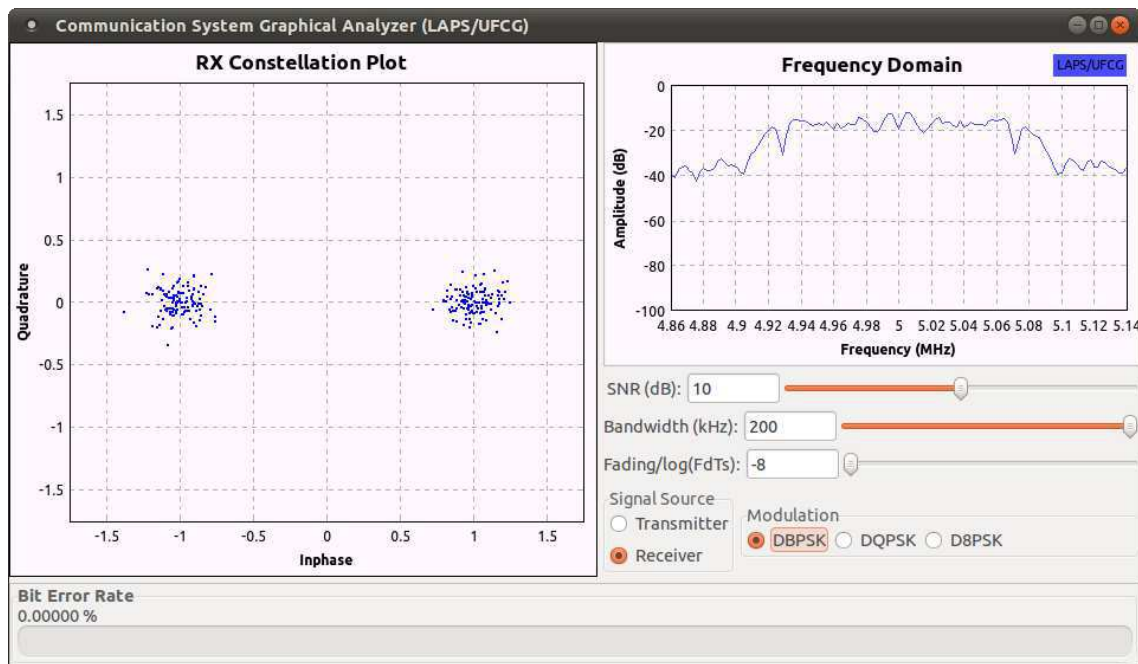 Communication System Graphical Analyzer (LAPS/UFCG)
RX Constellation Plot
1.5
1
0.5
0
-0.5
-1
-1.5
Quadrature
-1.5 -1 -0.5 0 0.5 1 1.5
Inphase
Frequency Domain
LAPS/UFCG
0
-20
-40
-60
-80
-100
Amplitude (dB)
4.86 4.88 4.9 4.92 4.94 4.96 4.98 5 5.02 5.04 5.06 5.08 5.1 5.12 5.14
Frequency (MHz)
SNR (dB): 10
Bandwidth (kHz): 200
Fading/log(FdTs): -8
Signal Source
Transmitter
Receiver
Modulation
DBPSK DQPSK D8PSK
Bit Error Rate
0.00000 %